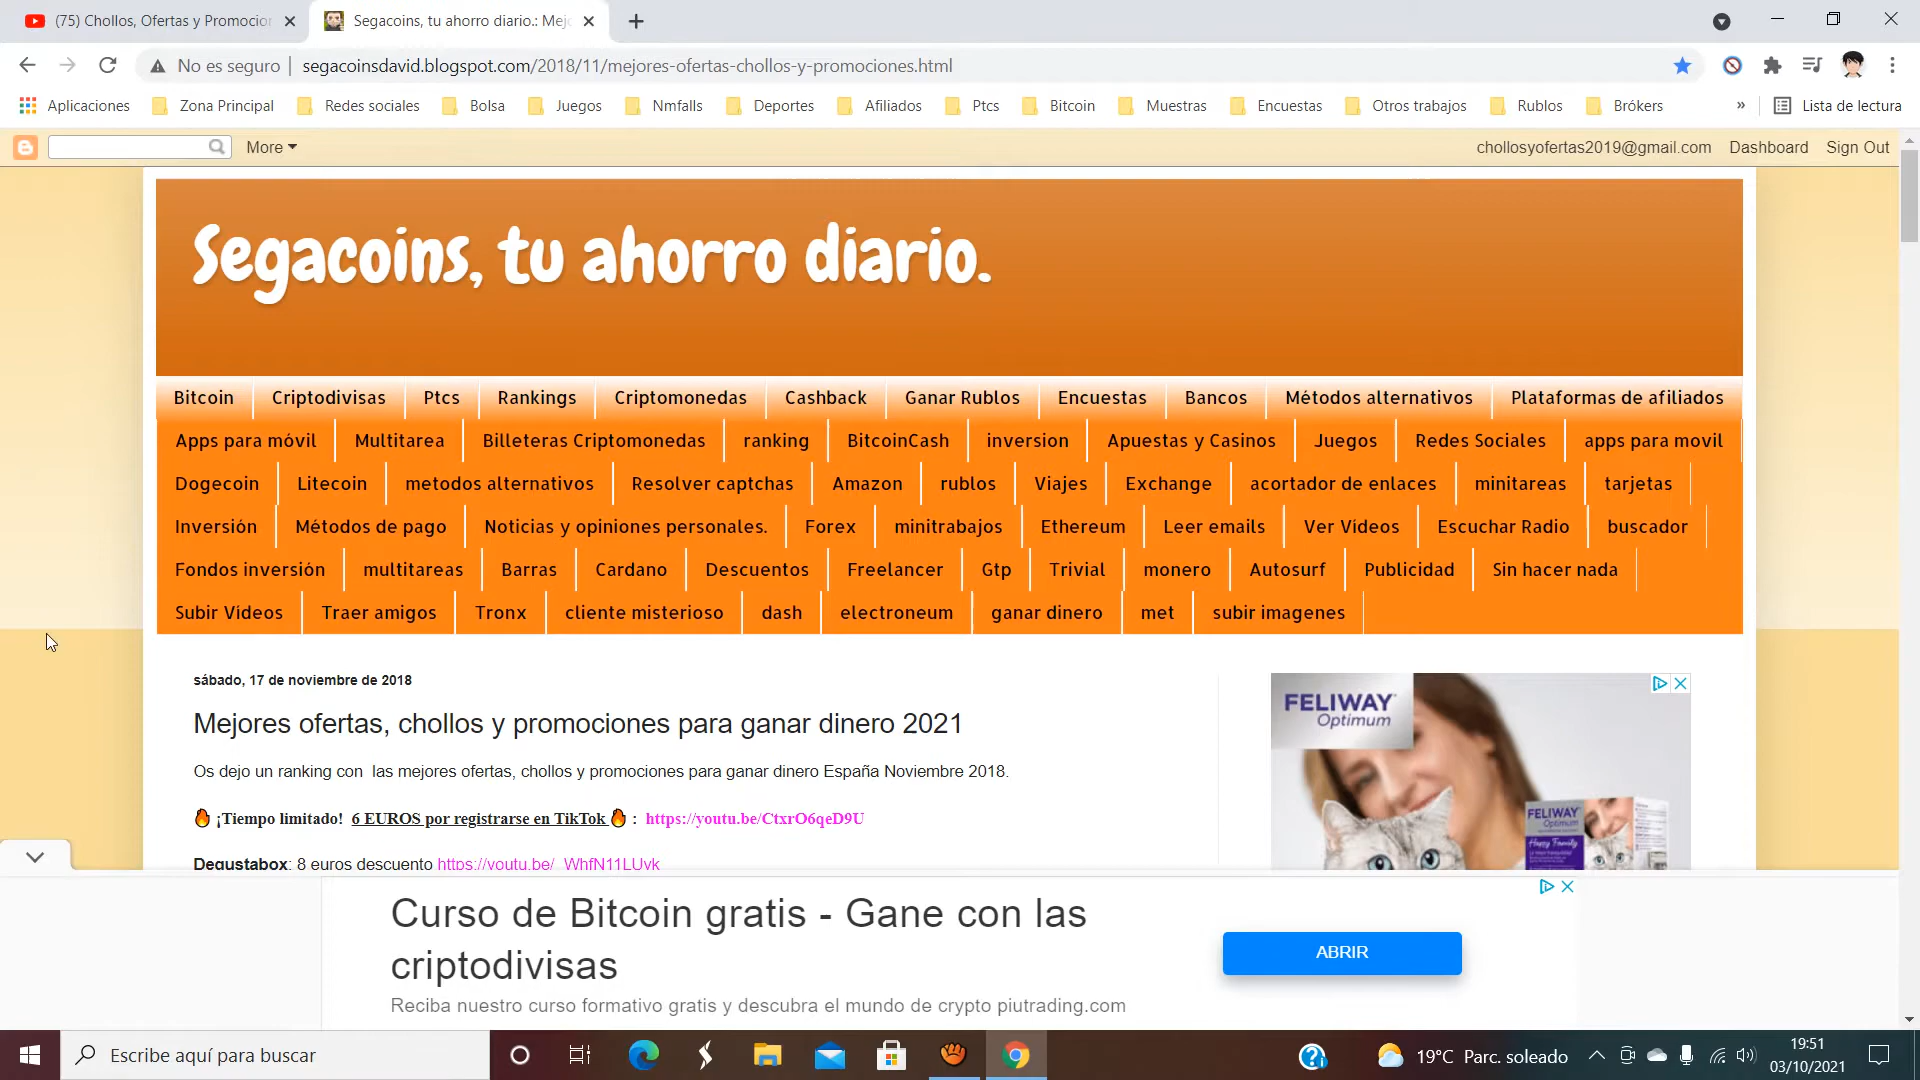 (75) Chollos, Ofertas y Promocion
Segacoins, tu ahorro diario.: Mejo
No es seguro | segacoinsdavid.blogspot.com/2018/11/mejores-ofertas-chollos-y-promociones.html
Aplicaciones Zona Principal Redes sociales Bolsa Juegos Nmfalls Deportes Afiliados Ptcs Bitcoin Muestras Encuestas Otros trabajos Rublos Brókers » Lista de lectura
More chollosyofertas2019@gmail.com Dashboard Sign Out
Segacoins, tu ahorro diario.
Bitcoin Criptodivisas Ptcs Rankings Criptomonedas Cashback Ganar Rublos Encuestas Bancos Métodos alternativos Plataformas de afiliados
Apps para móvil Multitarea Billeteras Criptomonedas ranking BitcoinCash inversion Apuestas y Casinos Juegos Redes Sociales apps para movil
Dogecoin Litecoin metodos alternativos Resolver captchas Amazon rublos Viajes Exchange acortador de enlaces minitareas tarjetas
Inversión Métodos de pago Noticias y opiniones personales. Forex minitrabajos Ethereum Leer emails Ver Vídeos Escuchar Radio buscador
Fondos inversión multitareas Barras Cardano Descuentos Freelancer Gtp Trivial monero Autosurf Publicidad Sin hacer nada
Subir Vídeos Traer amigos Tronx cliente misterioso dash electroneum ganar dinero met subir imagenes
sábado, 17 de noviembre de 2018
Mejores ofertas, chollos y promociones para ganar dinero 2021
Os dejo un ranking con las mejores ofertas, chollos y promociones para ganar dinero España Noviembre 2018.
🔥 ¡Tiempo limitado! 6 EUROS por registrarse en TikTok 🔥 : https://youtu.be/CtxrO6qeD9U
Degustabox: 8 euros descuento https://youtu.be/_WhfN11LUvk
FELIWAY
Optimum
FELIWAY
Optimum
Happy Family
Curso de Bitcoin gratis - Gane con las
criptodivisas
Reciba nuestro curso formativo gratis y descubra el mundo de crypto piutrading.com
ABRIR
Escribe aquí para buscar
19°C Parc. soleado
19:51
03/10/2021